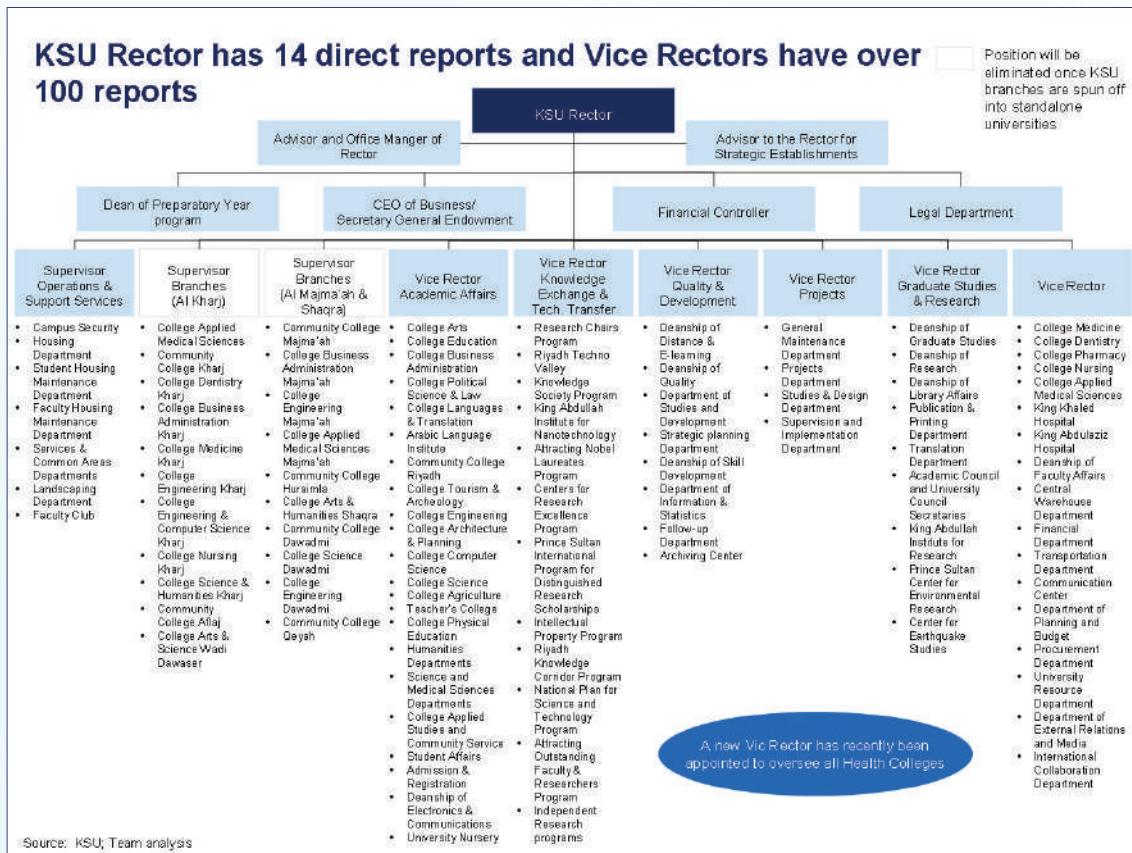 KSU Rector has 14 direct reports and Vice Rectors have over
100 reports
Position will be
eliminated once KSU
branches are spun off
into standalone
universities
KSU Rector
Advisor and Office Manger of
Rector
Advisor to the Rector for
Strategic Establishments
Dean of Preparatory Year
program
CEO of Business/
Secretary General Endowment
Financial Controller
Legal Department
Supervisor
Operations &
Support Services
• Campus Security
• Housing
Department
• Student Housing
Maintenance
Department
• Faculty Housing
Maintenance
Department
• Services &
Common Areas
Departments
• Landscaping
Department
• Faculty Club
Supervisor
Branches
(Al Kharj)
• College Applied
Medical Sciences
• Community
College Kharj
• College Dentistry
Kharj
• College Business
Administration
Kharj
• College Medicine
Kharj
• College
Engineering Kharj
• College
Engineering &
Computer Science
Kharj
• College Nursing
Kharj
• College Science &
Humanities Kharj
• Community
College Aflaj
• College Arts &
Science Wadi
Dawaser
Supervisor
Branches
(Al Majma'ah &
Shaqra)
• Community College
Majma'ah
• College Business
Administration
Majma'ah
• College
Engineering
Majma'ah
• College Applied
Medical Sciences
Majma'ah
• Community College
Huraimla
• College Arts &
Humanities Shaqra
• Community College
Dawadmi
• College Science
Dawadmi
• College
Engineering
Dawadmi
• Community College
Qeyah
Vice Rector
Academic Affairs
• College Arts
• College Education
• College Business
Administration
• College Political
Science & Law
• College Languages
& Translation
• Arabic Language
Institute
• Community College
Riyadh
• College Tourism &
Archeology
• College Engineering
• College Architecture
& Planning
• College Computer
Science
• College Science
• College Agriculture
• Teacher's College
• College Physical
Education
• Humanities
Departments
• Science and
Medical Sciences
Departments
• College Applied
Studies and
Community Service
• Student Affairs
• Admission &
Registration
• Deanship of
Electronics &
Communications
• University Nursery
Vice Rector
Knowledge
Exchange &
Tech. Transfer
• Research Chairs
Program
• Riyadh Techno
Valley
• Knowledge
Society Program
• King Abdullah
Institute for
Nanotechnology
• Attracting Nobel
Laureates
Program
• Centers for
Research
Excellence
Program
• Prince Sultan
International
Program for
Distinguished
Research
Scholarships
• Intellectual
Property Program
• Riyadh
Knowledge
Corridor Program
• National Plan for
Science and
Technology
Program
• Attracting
Outstanding
Faculty &
Researchers
Program
• Independent
Research
programs
Vice Rector
Quality &
Development
• Deanship of
Distance &
E-learning
• Deanship of
Quality
• Department of
Studies and
Development
• Strategic planning
Department
• Deanship of Skill
Development
• Department of
Information &
Statistics
• Follow-up
Department
• Archiving Center
Vice Rector
Projects
• General
Maintenance
Department
• Projects
Department
• Studies & Design
Department
• Supervision and
Implementation
Department
Vice Rector
Graduate Studies
& Research
• Deanship of
Graduate Studies
• Deanship of
Research
• Deanship of
Library Affairs
• Publication &
Printing
Department
• Translation
Department
• Academic Council
and University
Council
Secretaries
• King Abdullah
Institute for
Research
• Prince Sultan
Center for
Environmental
Research
• Center for
Earthquake
Studies
Vice Rector
• College Medicine
• College Dentistry
• College Pharmacy
• College Nursing
• College Applied
Medical Sciences
• King Khaled
Hospital
• King Abdulaziz
Hospital
• Deanship of
Faculty Affairs
• Central
Warehouse
Department
• Financial
Department
• Transportation
Department
• Communication
Center
• Department of
Planning and
Budget
• Procurement
Department
• University
Resource
Department
• Department of
External Relations
and Media
• International
Collaboration
Department
A new Vic Rector has recently been
appointed to oversee all Health Colleges
Source: KSU; Team analysis